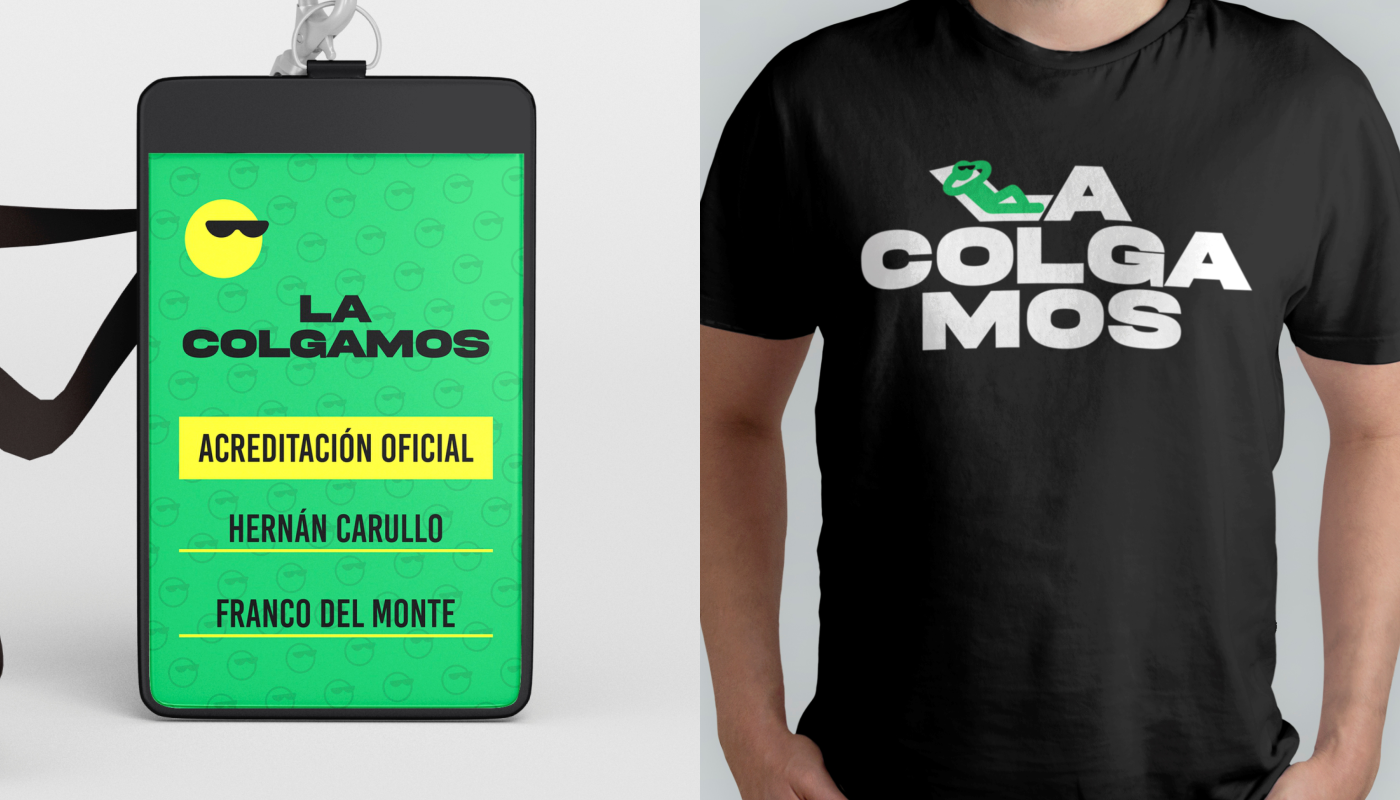 LA
COLGAMOS
ACREDITACIÓN OFICIAL
HERNÁN CARULLO
FRANCO DEL MONTE
LA
COLGA
MOS